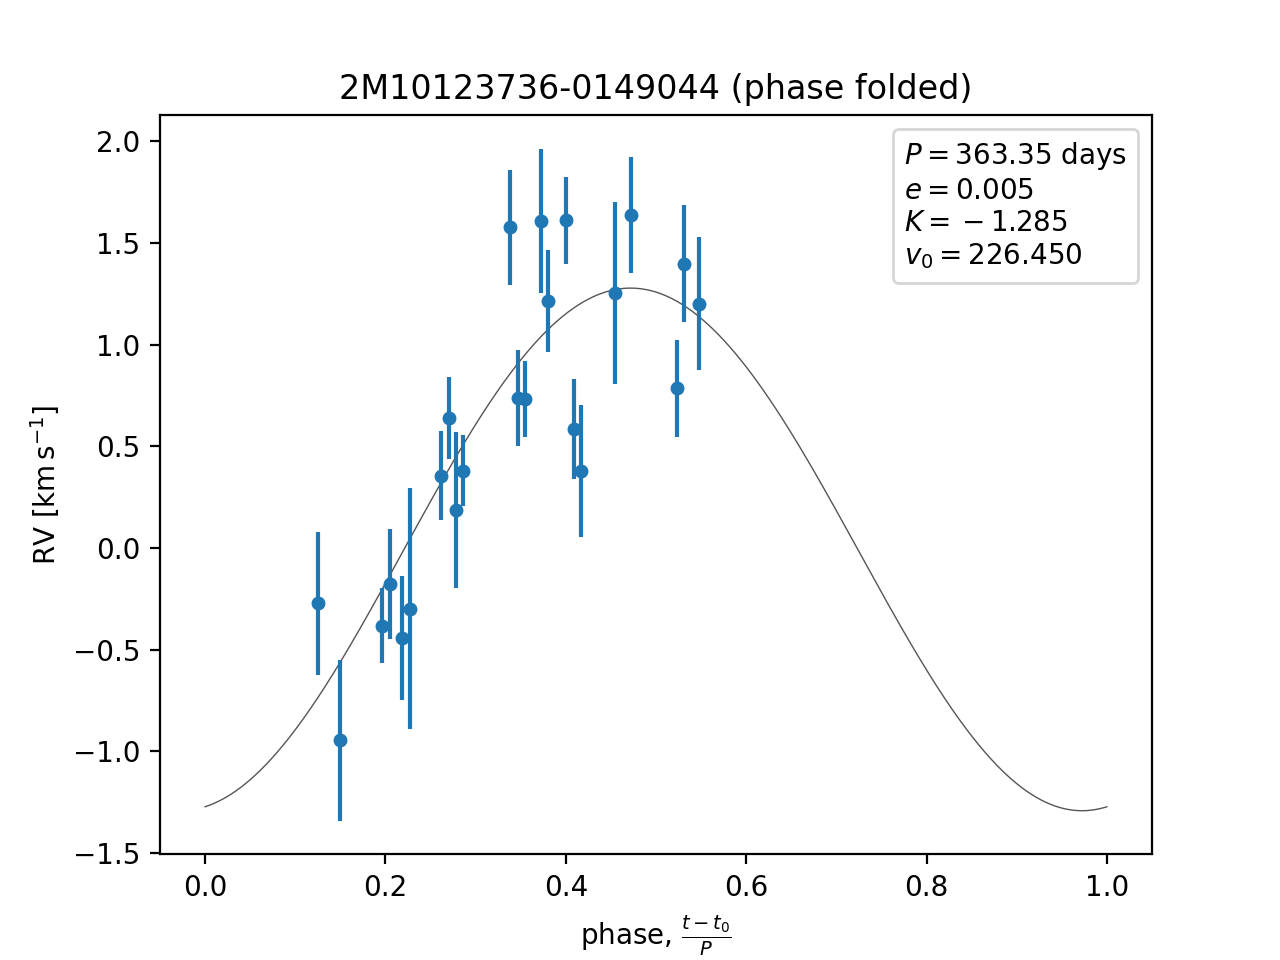 2M10123736-0149044 (phase folded)
P = 363.35 days
e = 0.005
K = −1.285
v₀ = 226.450
2.0
1.5
1.0
0.5
0.0
−0.5
−1.0
−1.5
RV [km s⁻¹]
0.0 0.2 0.4 0.6 0.8 1.0
phase, (t − t₀)/P